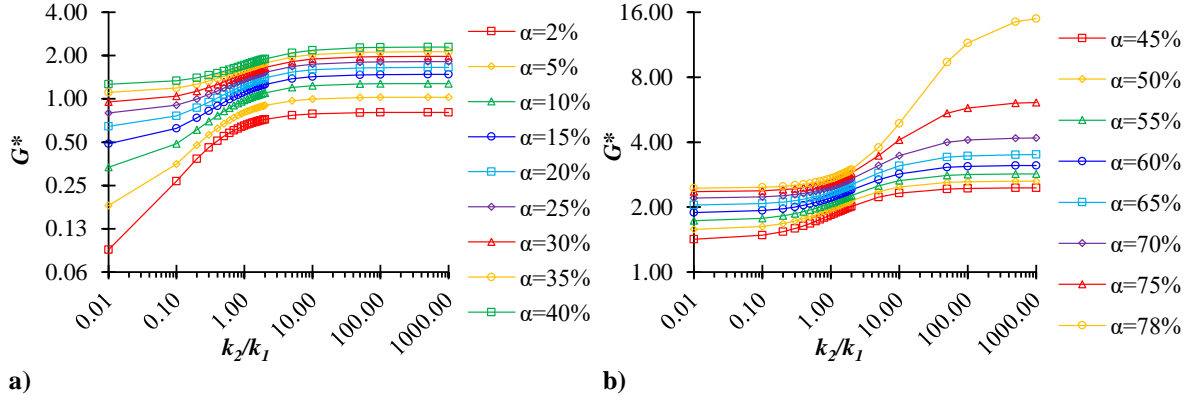 4.00
2.00
1.00
0.50
0.25
0.13
0.06
G*
0.01
0.10
1.00
10.00
100.00
1000.00
k2/k1
α=2%
α=5%
α=10%
α=15%
α=20%
α=25%
α=30%
α=35%
α=40%
a)
16.00
8.00
4.00
2.00
1.00
G*
0.01
0.10
1.00
10.00
100.00
1000.00
k2/k1
α=45%
α=50%
α=55%
α=60%
α=65%
α=70%
α=75%
α=78%
b)